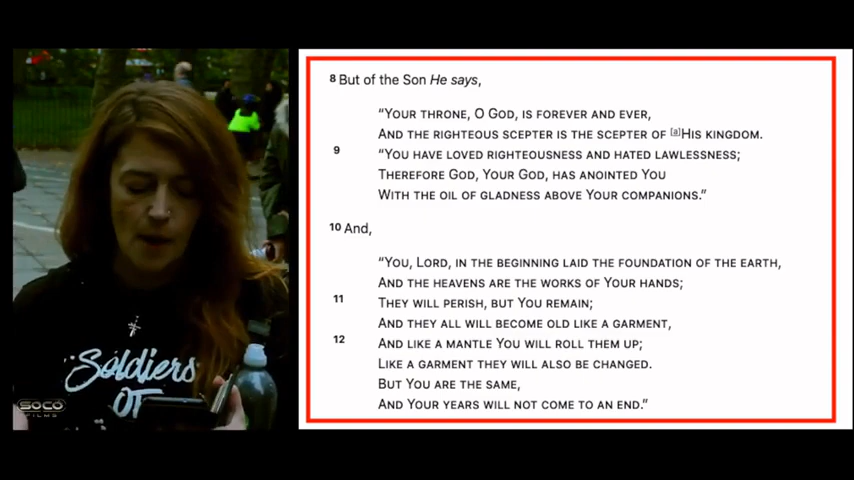 Soldiers
OT
SOCO
FILMS
8 But of the Son He says,
“YOUR THRONE, O GOD, IS FOREVER AND EVER,
AND THE RIGHTEOUS SCEPTER IS THE SCEPTER OF [a]HIS KINGDOM.
9 “YOU HAVE LOVED RIGHTEOUSNESS AND HATED LAWLESSNESS;
THEREFORE GOD, YOUR GOD, HAS ANOINTED YOU
WITH THE OIL OF GLADNESS ABOVE YOUR COMPANIONS.”
10 And,
“YOU, LORD, IN THE BEGINNING LAID THE FOUNDATION OF THE EARTH,
AND THE HEAVENS ARE THE WORKS OF YOUR HANDS;
11 THEY WILL PERISH, BUT YOU REMAIN;
AND THEY ALL WILL BECOME OLD LIKE A GARMENT,
12 AND LIKE A MANTLE YOU WILL ROLL THEM UP;
LIKE A GARMENT THEY WILL ALSO BE CHANGED.
BUT YOU ARE THE SAME,
AND YOUR YEARS WILL NOT COME TO AN END.”